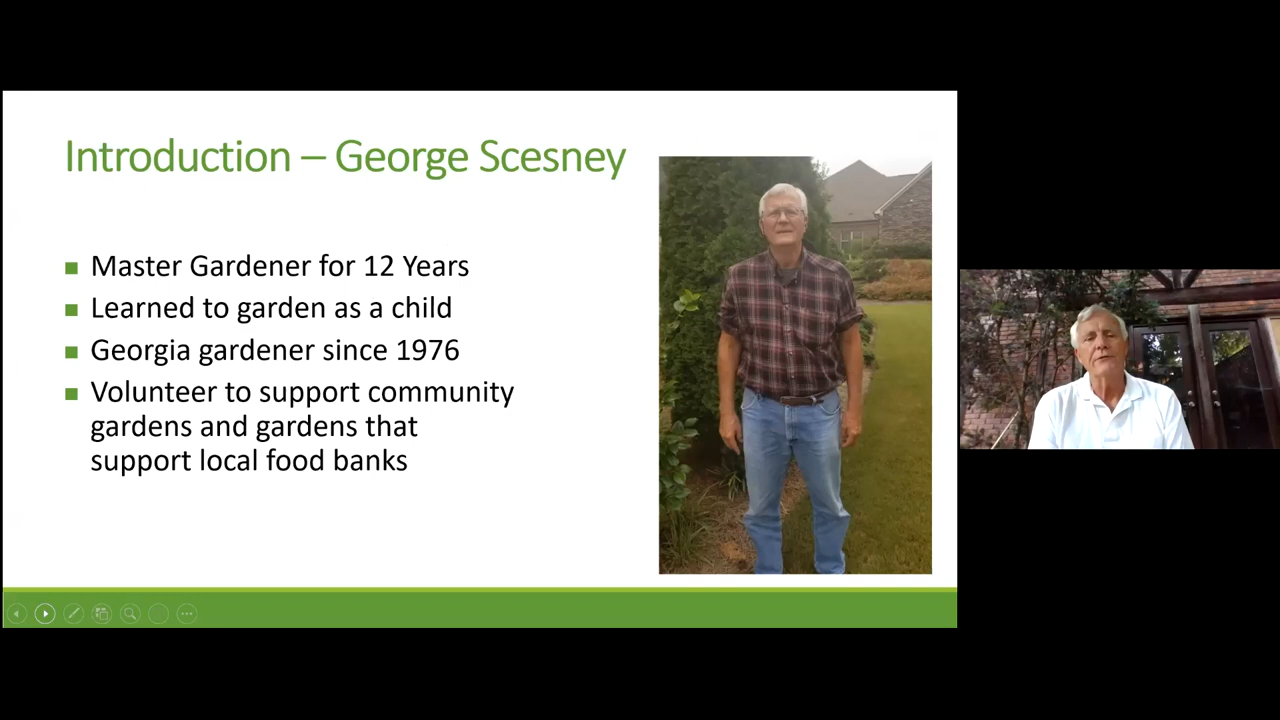 Introduction – George Scesney
Master Gardener for 12 Years
Learned to garden as a child
Georgia gardener since 1976
Volunteer to support community
gardens and gardens that
support local food banks